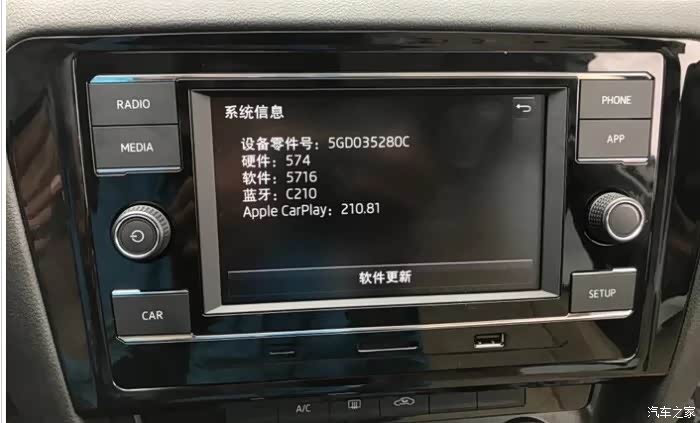 RADIO
MEDIA
CAR
系统信息
设备零件号：5GD035280C
硬件：574
软件：5716
蓝牙：C210
Apple CarPlay：210.81
软件更新
PHONE
APP
SETUP
A/C
汽车之家